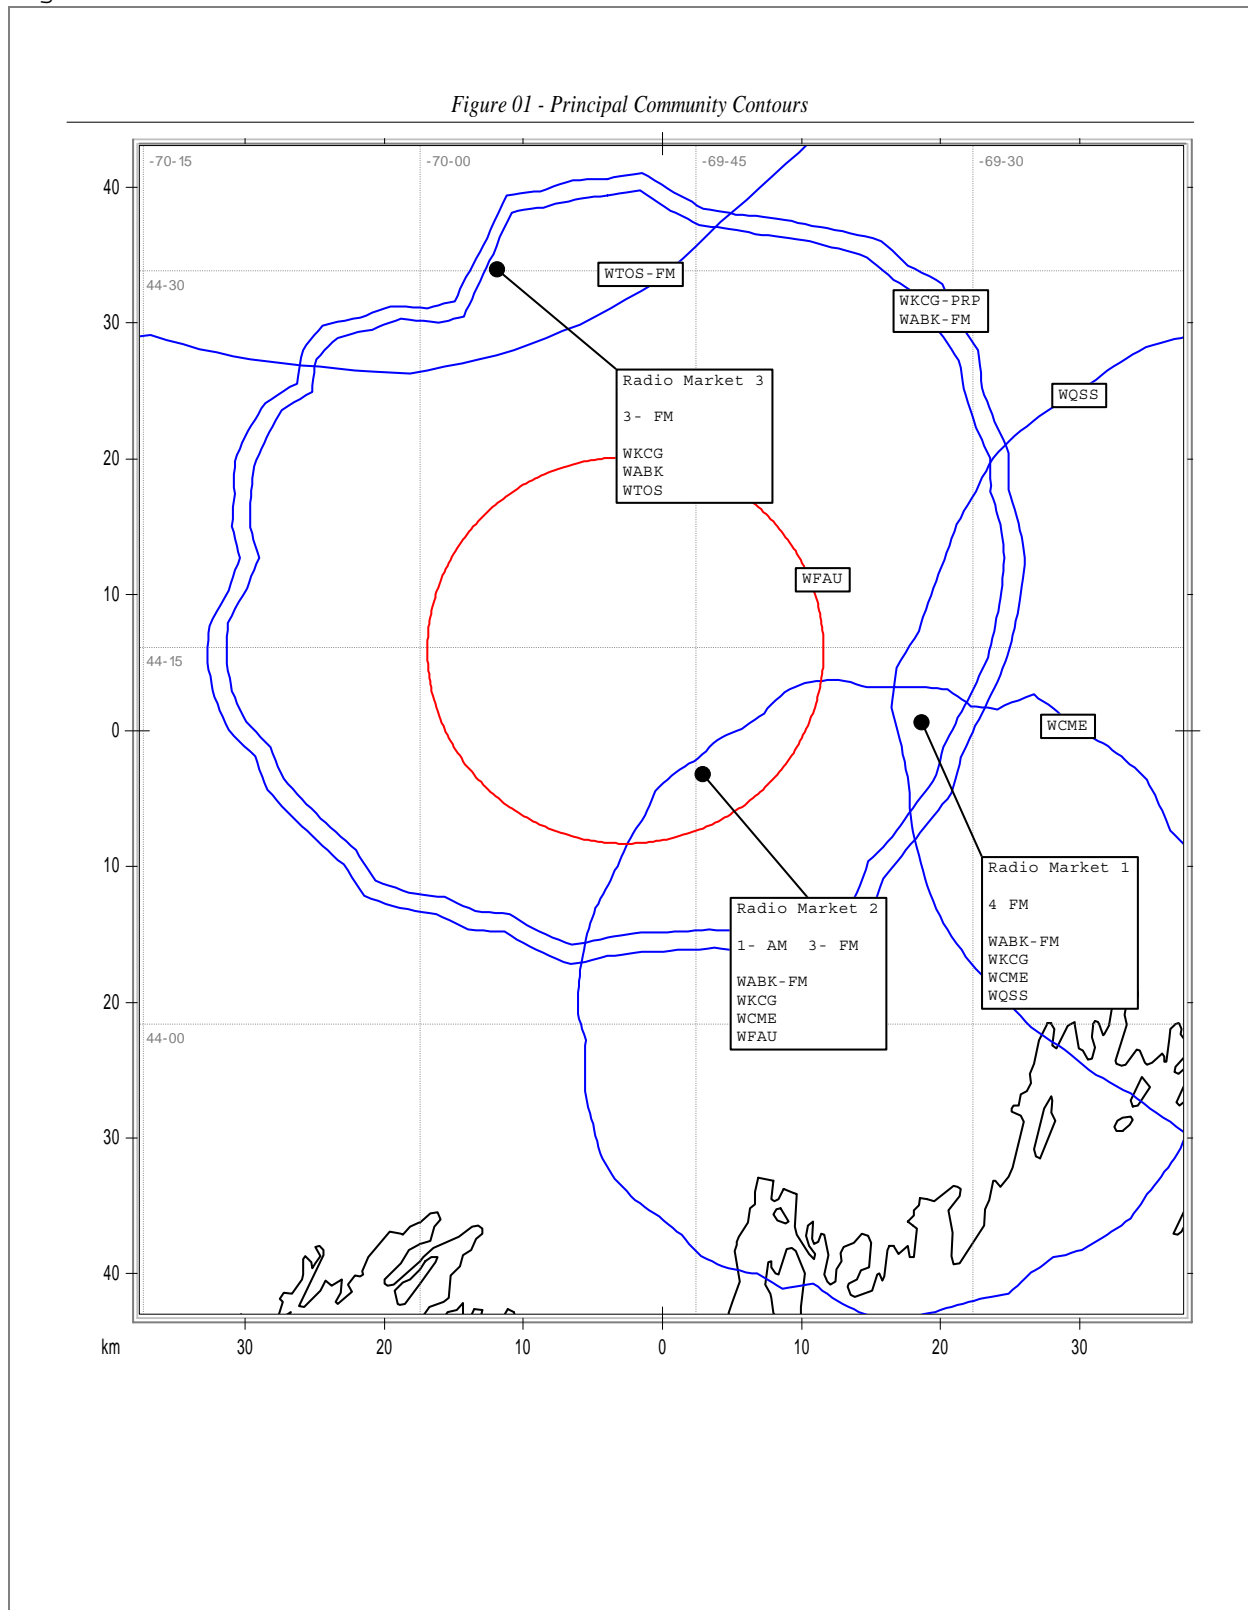 Figure 01 - Principal Community Contours
-70-15
-70-00
-69-45
-69-30
40
44-30
WTOS-FM
WKCG-PRP
WABK-FM
30
Radio Market 3
3- FM
WKCG
WABK
WTOS
WQSS
20
WFAU
10
44-15
0
WCME
10
Radio Market 1
4 FM
WABK-FM
WKCG
WCME
WQSS
Radio Market 2
1- AM 3- FM
WABK-FM
WKCG
WCME
WFAU
20
44-00
30
40
km 30 20 10 0 10 20 30